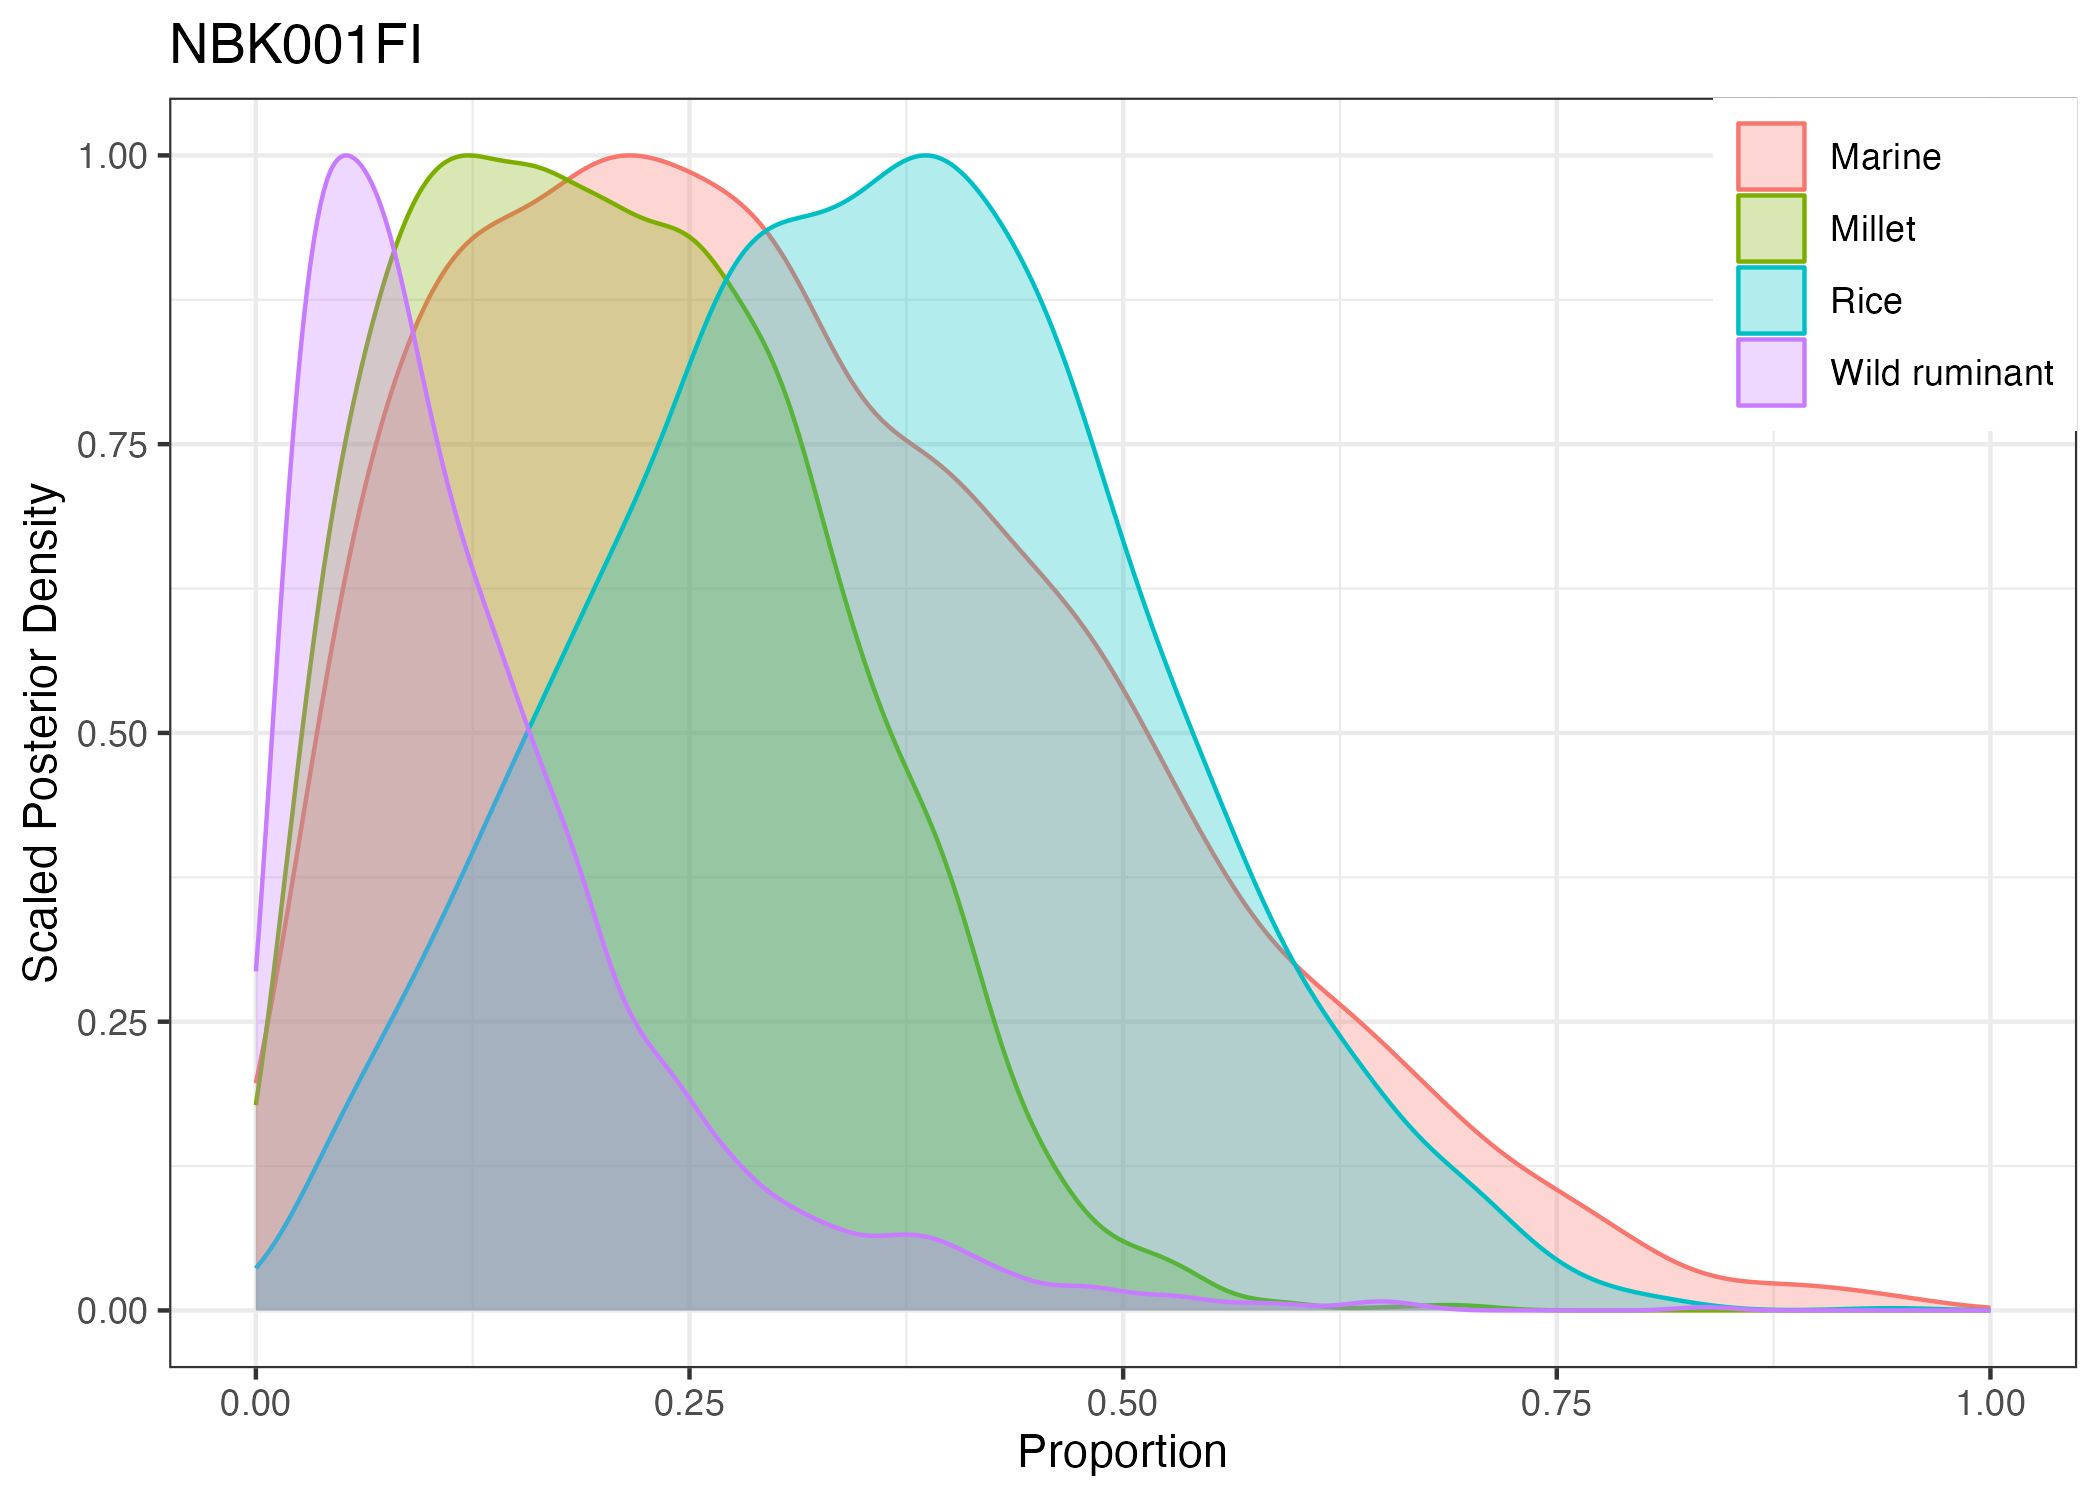 NBK001FI
Marine
Millet
Rice
Wild ruminant
1.00
0.75
0.50
0.25
0.00
Scaled Posterior Density
0.00 0.25 0.50 0.75 1.00
Proportion